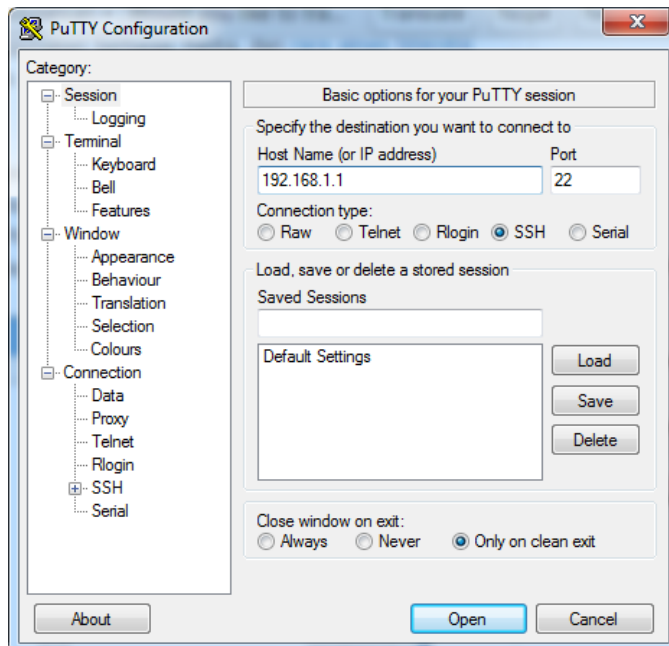 PuTTY Configuration
Category:
Session
Logging
Terminal
Keyboard
Bell
Features
Window
Appearance
Behaviour
Translation
Selection
Colours
Connection
Data
Proxy
Telnet
Rlogin
SSH
Serial
Basic options for your PuTTY session
Specify the destination you want to connect to
Host Name (or IP address) Port
192.168.1.1 22
Connection type:
Raw Telnet Rlogin SSH Serial
Load, save or delete a stored session
Saved Sessions
Default Settings
Load
Save
Delete
Close window on exit:
Always Never Only on clean exit
About Open Cancel